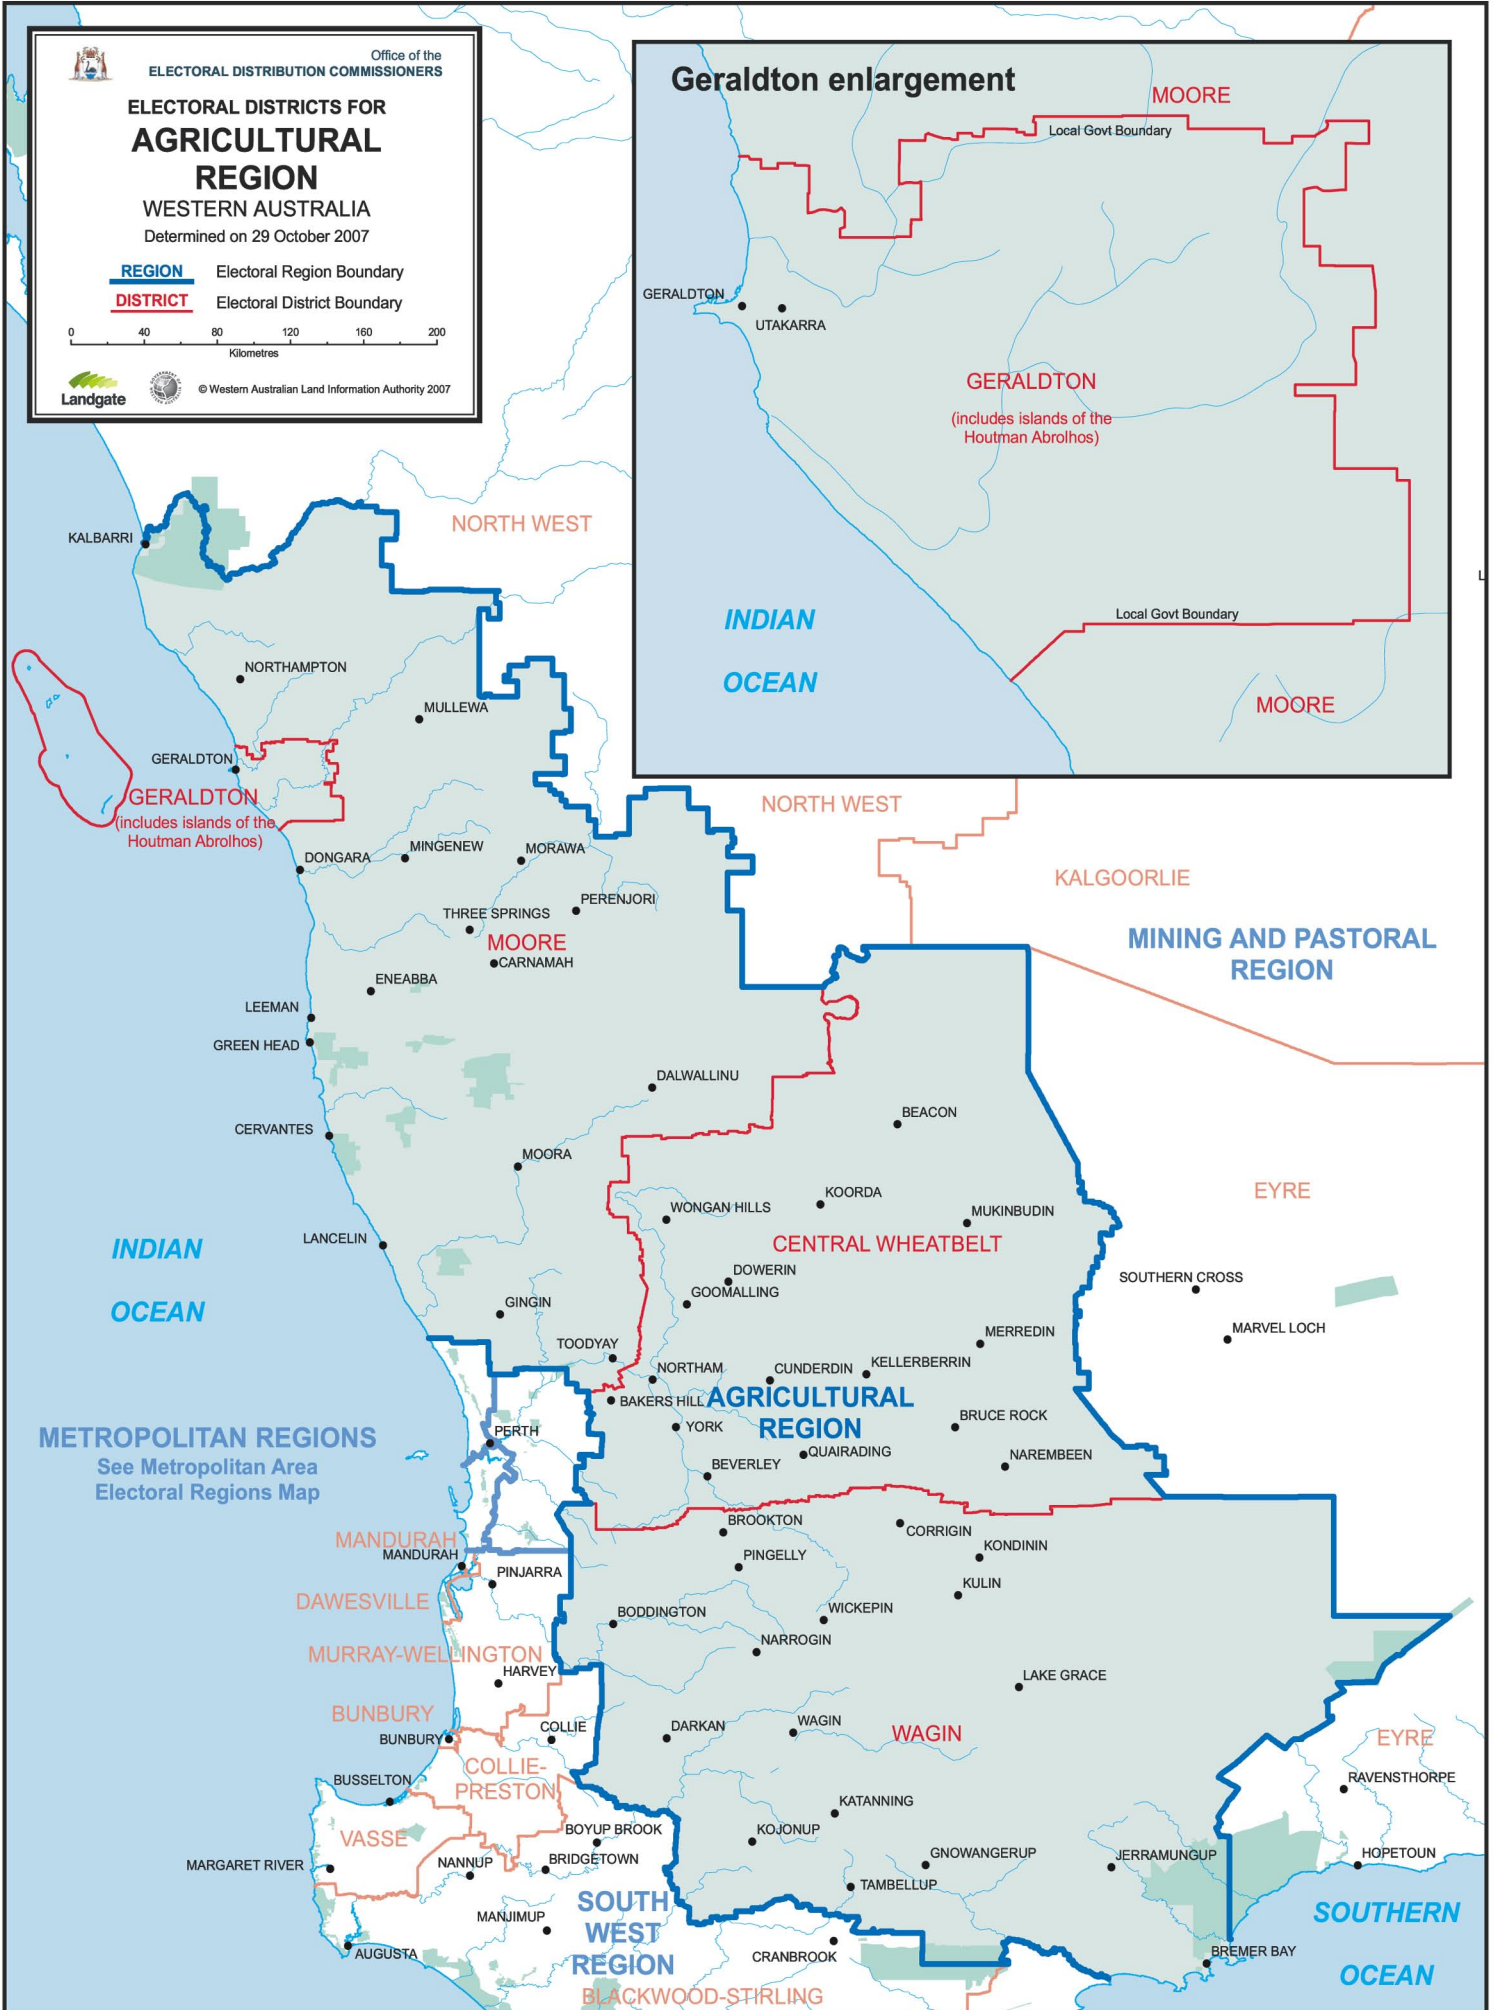 Office of the
ELECTORAL DISTRIBUTION COMMISSIONERS
ELECTORAL DISTRICTS FOR
AGRICULTURAL
REGION
WESTERN AUSTRALIA
Determined on 29 October 2007
REGION Electoral Region Boundary
DISTRICT Electoral District Boundary
0 40 80 120 160 200
Kilometres
Landgate
© Western Australian Land Information Authority 2007
Geraldton enlargement
MOORE
Local Govt Boundary
GERALDTON
UTAKARRA
GERALDTON
(includes islands of the
Houtman Abrolhos)
INDIAN
OCEAN
Local Govt Boundary
MOORE
L
KALBARRI
NORTH WEST
NORTHAMPTON
MULLEWA
GERALDTON
GERALDTON
(includes islands of the
Houtman Abrolhos)
NORTH WEST
DONGARA
MINGENEW
MORAWA
KALGOORLIE
PERENJORI
THREE SPRINGS
MOORE
CARNAMAH
MINING AND PASTORAL
REGION
ENEABBA
LEEMAN
GREEN HEAD
DALWALLINU
BEACON
CERVANTES
MOORA
EYRE
KOORDA
WONGAN HILLS
MUKINBUDIN
LANCELIN
CENTRAL WHEATBELT
INDIAN
OCEAN
DOWERIN
GOOMALLING
SOUTHERN CROSS
GINGIN
MARVEL LOCH
MERREDIN
TOODYAY
NORTHAM
CUNDERDIN
KELLERBERRIN
BAKERS HILL
AGRICULTURAL
REGION
YORK
BRUCE ROCK
METROPOLITAN REGIONS
See Metropolitan Area
Electoral Regions Map
PERTH
QUAIRADING
NAREMBEEN
BEVERLEY
BROOKTON
CORRIGIN
MANDURAH
MANDURAH
KONDININ
PINGELLY
PINJARRA
KULIN
DAWESVILLE
BODDINGTON
WICKEPIN
NARROGIN
MURRAY-WELLINGTON
HARVEY
LAKE GRACE
BUNBURY
BUNBURY
COLLIE
DARKAN
WAGIN
WAGIN
EYRE
COLLIE-
PRESTON
BUSSELTON
RAVENSTHORPE
KATANNING
VASSE
BOYUP BROOK
KOJONUP
GNOWANGERUP
JERRAMUNGUP
HOPETOUN
MARGARET RIVER
NANNUP
BRIDGETOWN
TAMBELLUP
SOUTH
WEST
REGION
MANJIMUP
SOUTHERN
OCEAN
AUGUSTA
CRANBROOK
BREMER BAY
BLACKWOOD-STIRLING